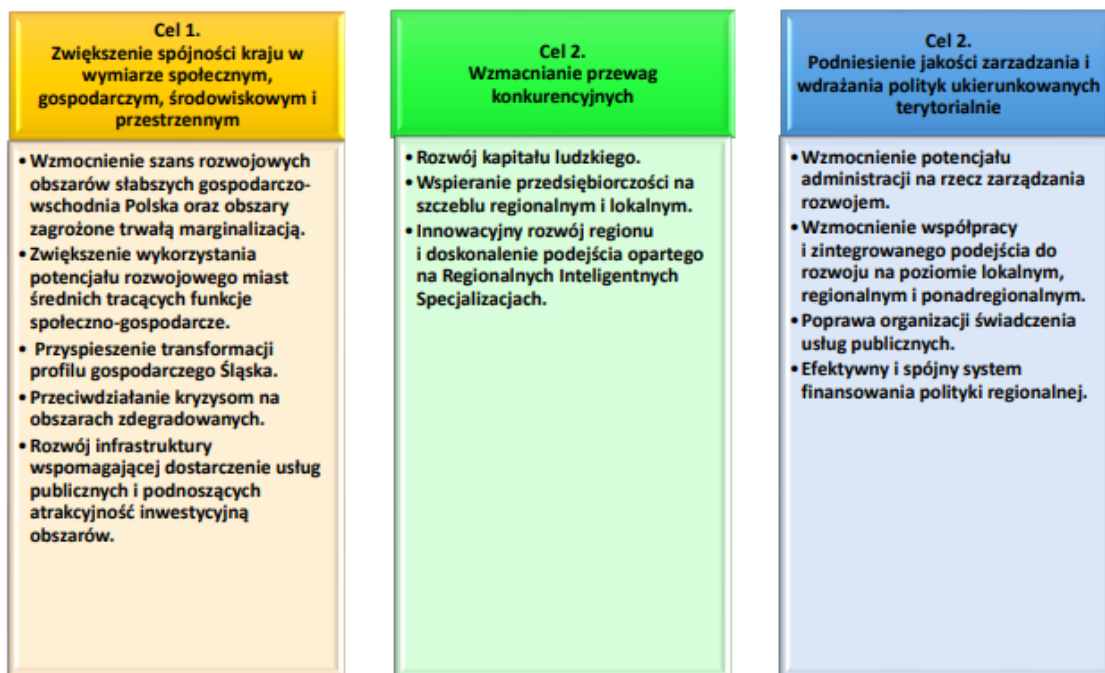 Cel 1.
Zwiększenie spójności kraju w
wymiarze społecznym,
gospodarczym, środowiskowym i
przestrzennym
• Wzmocnienie szans rozwojowych
obszarów słabszych gospodarczo-
wschodnia Polska oraz obszary
zagrożone trwałą marginalizacją.
• Zwiększenie wykorzystania
potencjału rozwojowego miast
średnich tracących funkcje
społeczno-gospodarcze.
• Przyspieszenie transformacji
profilu gospodarczego Śląska.
• Przeciwdziałanie kryzysom na
obszarach zdegradowanych.
• Rozwój infrastruktury
wspomagającej dostarczenie usług
publicznych i podnoszących
atrakcyjność inwestycyjną
obszarów.
Cel 2.
Wzmacnianie przewag
konkurencyjnych
• Rozwój kapitału ludzkiego.
• Wspieranie przedsiębiorczości na
szczeblu regionalnym i lokalnym.
• Innowacyjny rozwój regionu
i doskonalenie podejścia opartego
na Regionalnych Inteligentnych
Specjalizacjach.
Cel 2.
Podniesienie jakości zarzadzania i
wdrażania polityk ukierunkowanych
terytorialnie
• Wzmocnienie potencjału
administracji na rzecz zarządzania
rozwojem.
• Wzmocnienie współpracy
i zintegrowanego podejścia do
rozwoju na poziomie lokalnym,
regionalnym i ponadregionalnym.
• Poprawa organizacji świadczenia
usług publicznych.
• Efektywny i spójny system
finansowania polityki regionalnej.